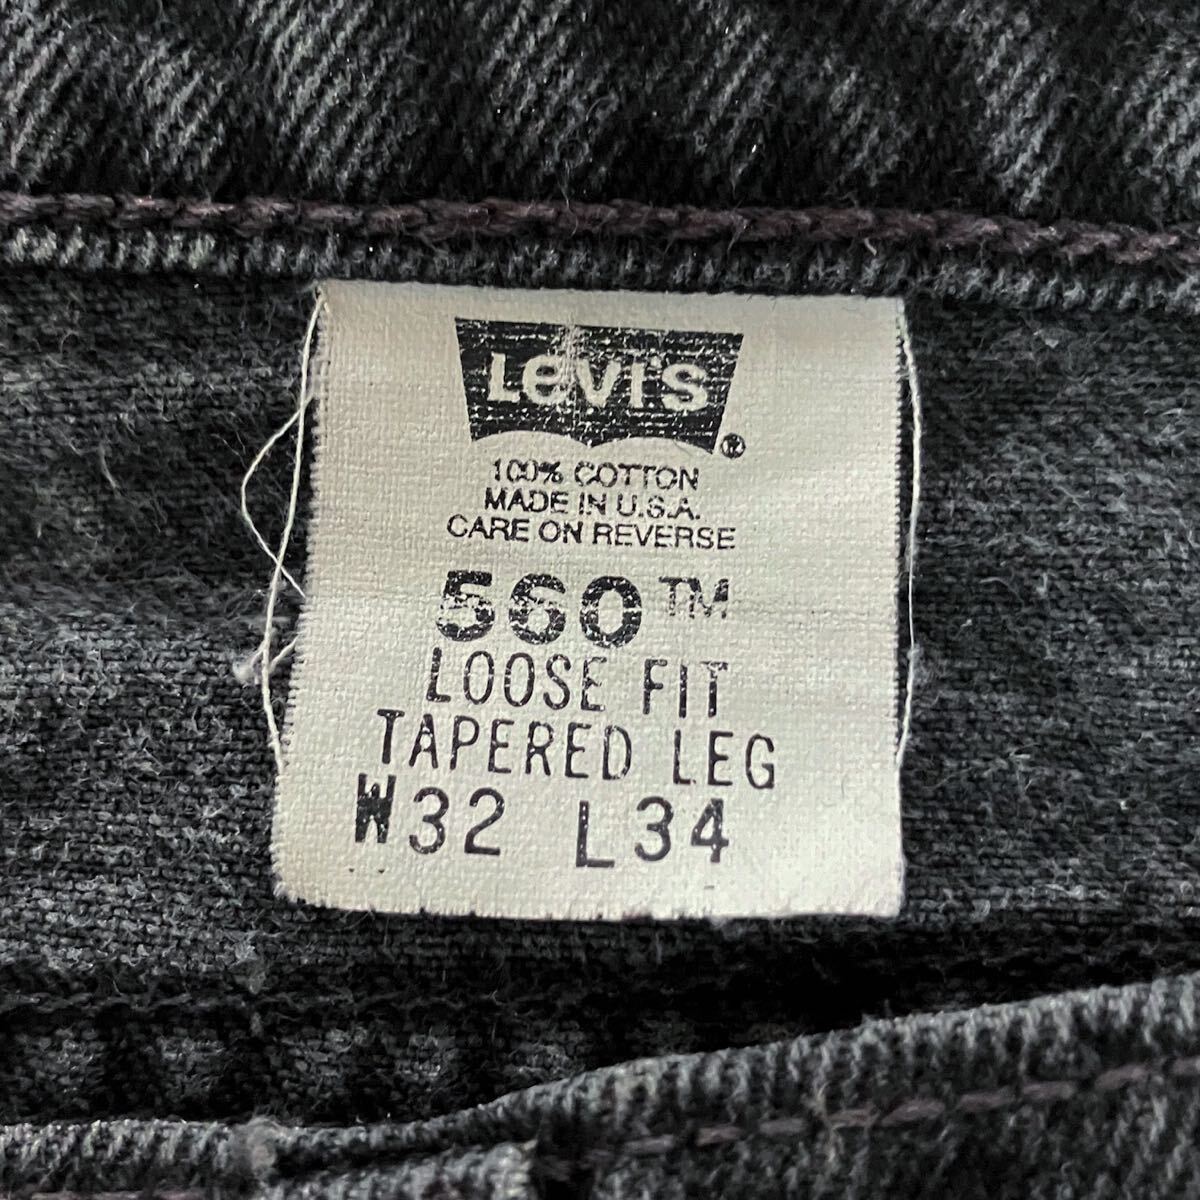 Levi's ®
100% COTTON
MADE IN U.S.A.
CARE ON REVERSE
560™
LOOSE FIT
TAPERED LEG
W32 L34